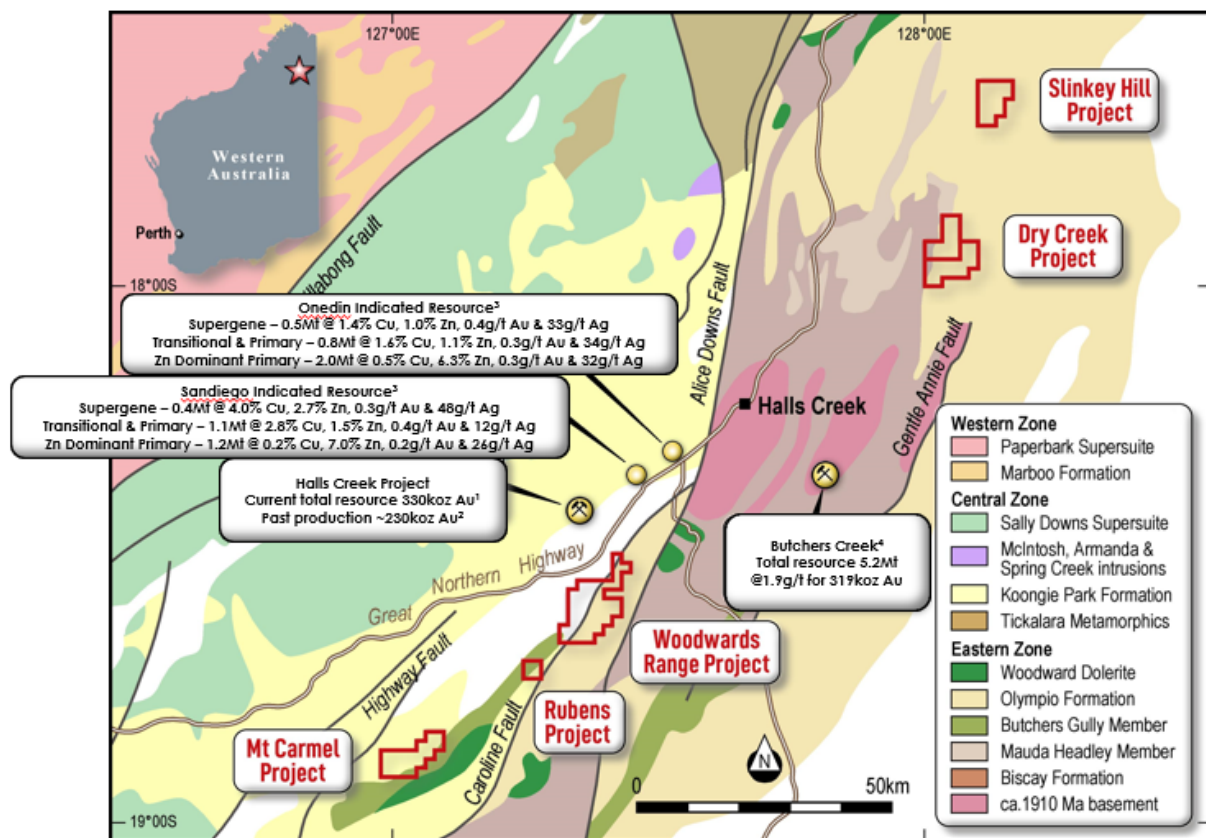 127°00E
128°00E
Western
Australia
Perth
Slinkey Hill
Project
Dry Creek
Project
18°00S
llabong Fault
Onedin Indicated Resource³
Supergene – 0.5Mt @ 1.4% Cu, 1.0% Zn, 0.4g/t Au & 33g/t Ag
Transitional & Primary – 0.8Mt @ 1.6% Cu, 1.1% Zn, 0.3g/t Au & 34g/t Ag
Zn Dominant Primary – 2.0Mt @ 0.5% Cu, 6.3% Zn, 0.3g/t Au & 32g/t Ag
Alice Downs Fault
Gentle Annie Fault
Sandiego Indicated Resource³
Supergene – 0.4Mt @ 4.0% Cu, 2.7% Zn, 0.3g/t Au & 48g/t Ag
Transitional & Primary – 1.1Mt @ 2.8% Cu, 1.5% Zn, 0.4g/t Au & 12g/t Ag
Zn Dominant Primary – 1.2Mt @ 0.2% Cu, 7.0% Zn, 0.2g/t Au & 26g/t Ag
Halls Creek
Halls Creek Project
Current total resource 330koz Au¹
Past production ~230koz Au²
Butchers Creek⁴
Total resource 5.2Mt
@1.9g/t for 319koz Au
Great Northern Highway
Woodwards
Range Project
Highway Fault
Rubens
Project
Caroline Fault
Mt Carmel
Project
N
0
50km
19°00S
Western Zone
Paperbark Supersuite
Marboo Formation
Central Zone
Sally Downs Supersuite
McIntosh, Armanda &
Spring Creek intrusions
Koongie Park Formation
Tickalara Metamorphics
Eastern Zone
Woodward Dolerite
Olympio Formation
Butchers Gully Member
Mauda Headley Member
Biscay Formation
ca.1910 Ma basement